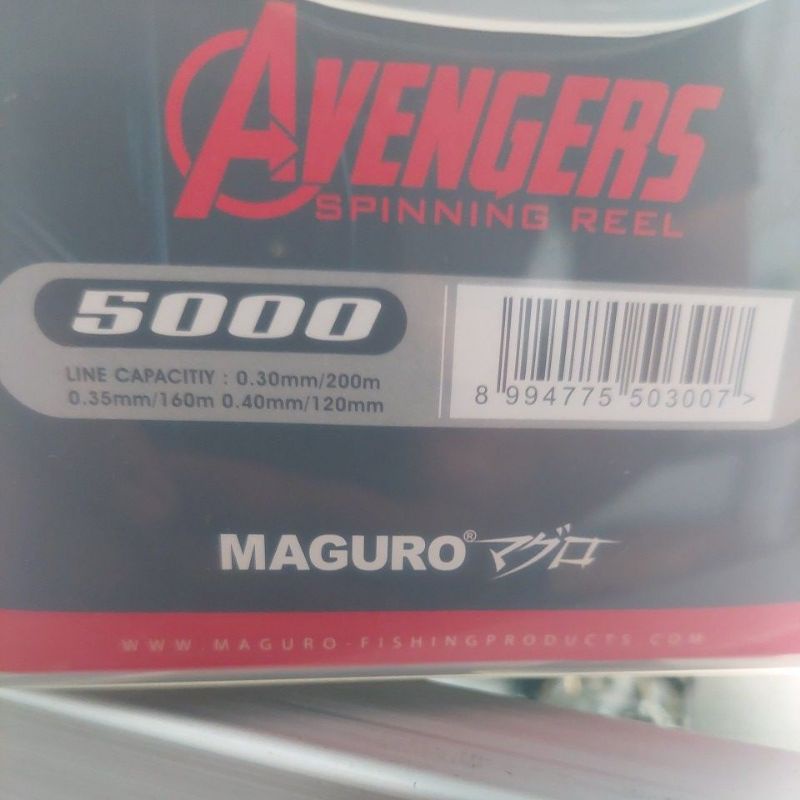 AVENGERS
SPINNING REEL
5000
LINE CAPACITIY : 0.30mm/200m
0.35mm/160m 0.40mm/120mm
8 994775 503007 >
MAGURO® マグロ
WWW.MAGURO-FISHINGPRODUCTS.COM